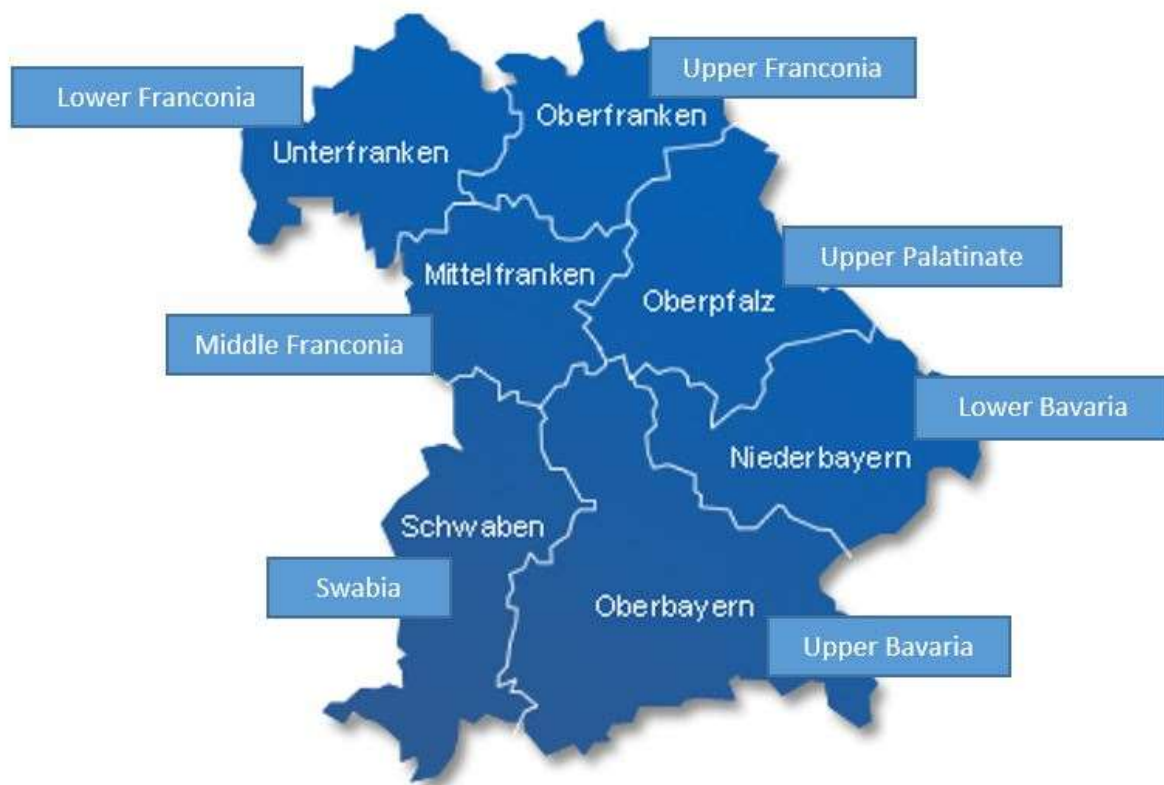 Upper Franconia
Lower Franconia
Oberfranken
Unterfranken
Upper Palatinate
Mittelfranken
Oberpfalz
Middle Franconia
Lower Bavaria
Niederbayern
Schwaben
Swabia
Oberbayern
Upper Bavaria